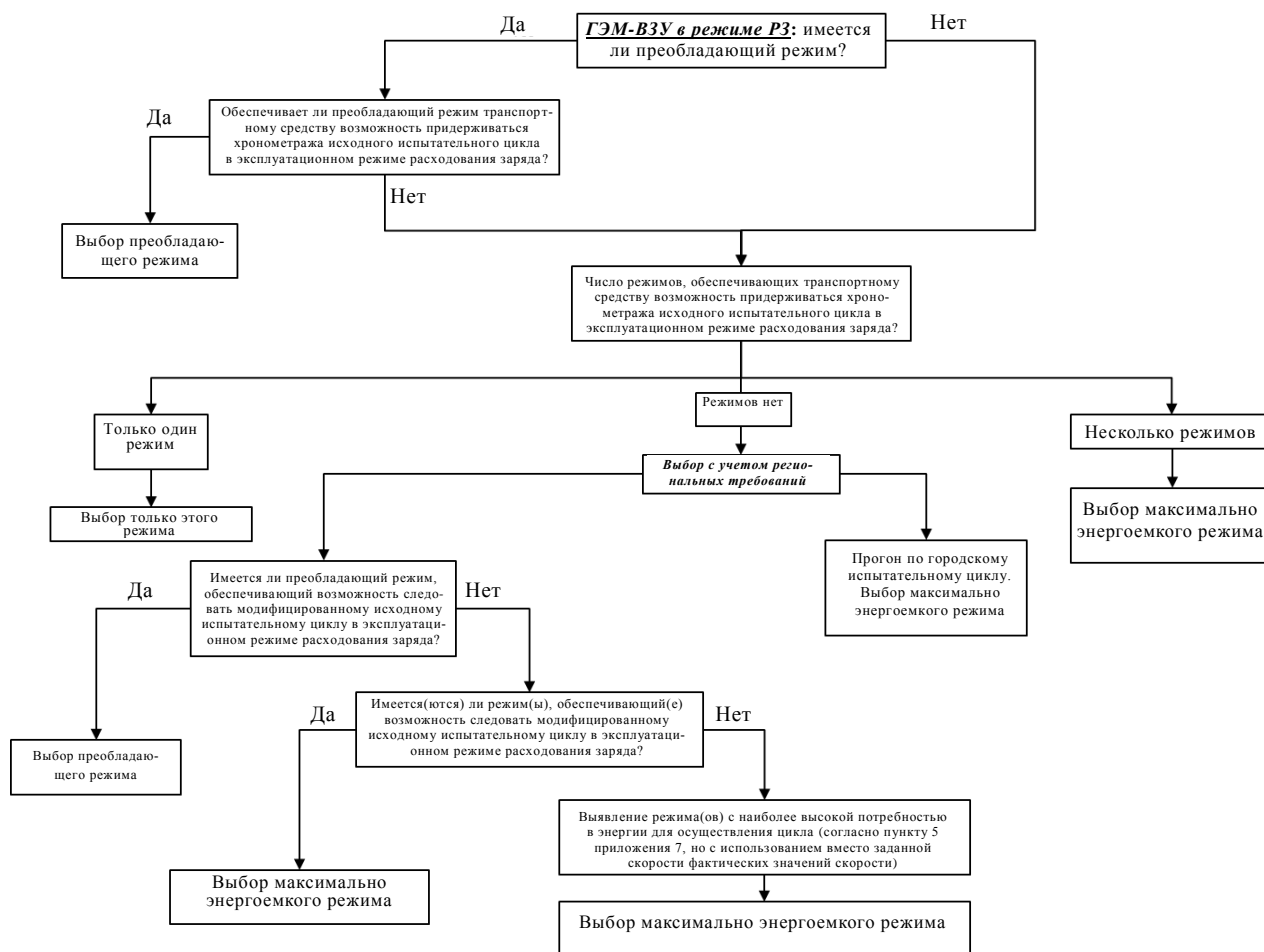 Да
ГЭМ-ВЗУ в режиме РЗ: имеется
ли преобладающий режим?
Нет
Да
Обеспечивает ли преобладающий режим транспорт-
ному средству возможность придерживаться
хронометража исходного испытательного цикла
в эксплуатационном режиме расходования заряда?
Нет
Выбор преобладаю-
щего режима
Число режимов, обеспечивающих транспортному
средству возможность придерживаться хроно-
метража исходного испытательного цикла в
эксплуатационном режиме расходования заряда?
Только один
режим
Режимов нет
Несколько режимов
Выбор только этого
режима
Выбор с учетом регио-
нальных требований
Выбор максимально
энергоемкого режима
Да
Имеется ли преобладающий режим,
обеспечивающий возможность следо-
вать модифицированному исходному
испытательному циклу в эксплуатаци-
онном режиме расходования заряда?
Нет
Прогон по городскому
испытательному циклу.
Выбор максимально
энергоемкого режима
Выбор преобладаю-
щего режима
Да
Имеется(ются) ли режим(ы), обеспечивающий(е)
возможность следовать модифицированному
исходному испытательному циклу в эксплуатаци-
онном режиме расходования заряда?
Нет
Выбор максимально
энергоемкого режима
Выявление режима(ов) с наиболее высокой потребностью
в энергии для осуществления цикла (согласно пункту 5
приложения 7, но с использованием вместо заданной
скорости фактических значений скорости)
Выбор максимально энергоемкого режима